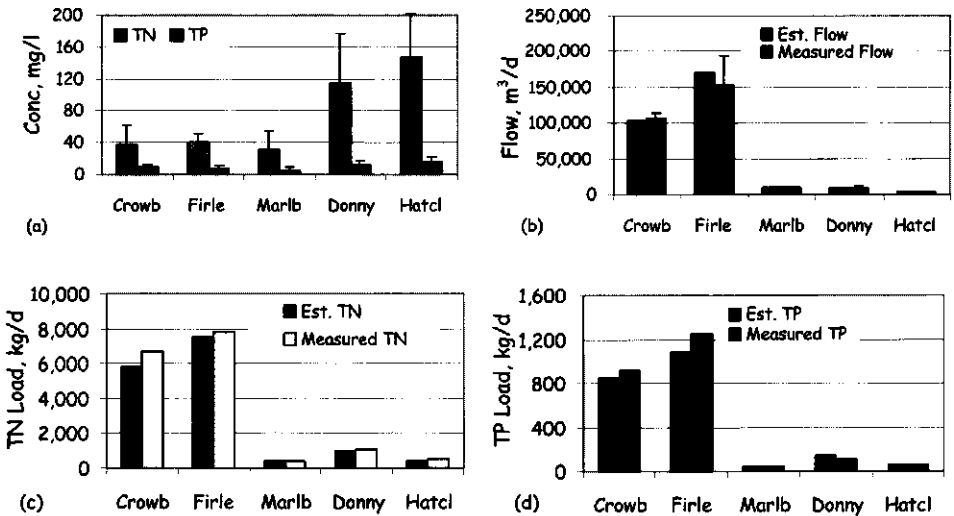 200
160
120
80
40
0
Conc, mg/l
TN TP
Crowb Firle Marlb Donny Hatcl
(a)
250,000
200,000
150,000
100,000
50,000
0
Flow, m³/d
Est. Flow
Measured Flow
Crowb Firle Marlb Donny Hatcl
(b)
10,000
8,000
6,000
4,000
2,000
0
TN Load, kg/d
Est. TN
Measured TN
Crowb Firle Marlb Donny Hatcl
(c)
1,600
1,200
800
400
0
TP Load, kg/d
Est. TP
Measured TP
Crowb Firle Marlb Donny Hatcl
(d)